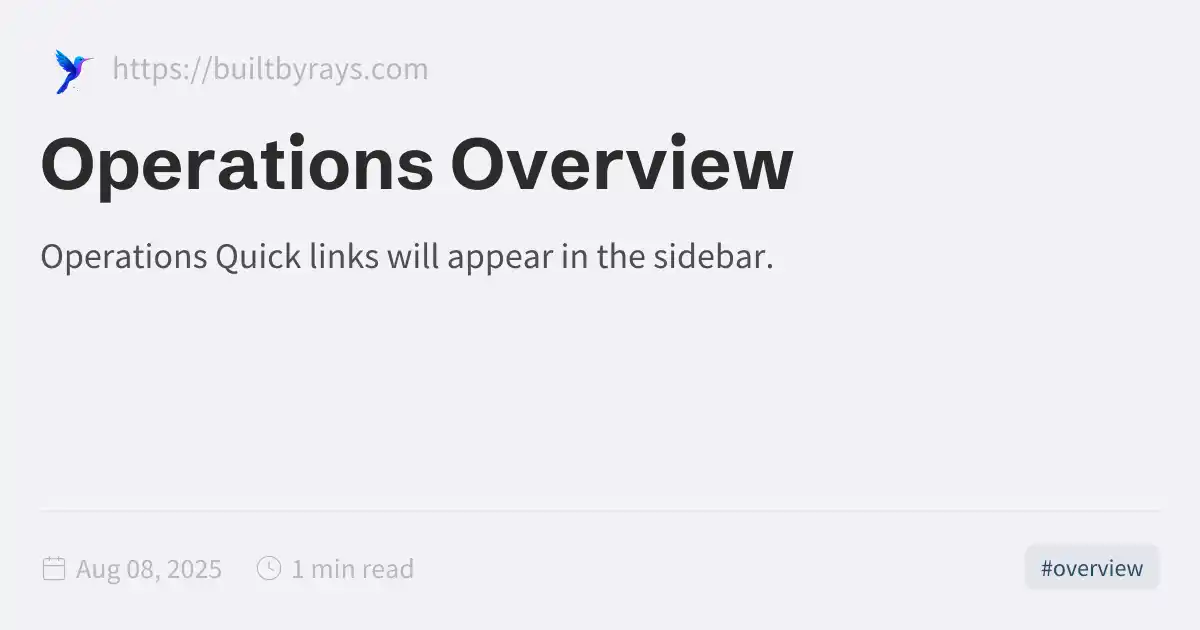 https://builtbyrays.com
Operations Overview
Operations Quick links will appear in the sidebar.
Aug 08, 2025
1 min read
#overview